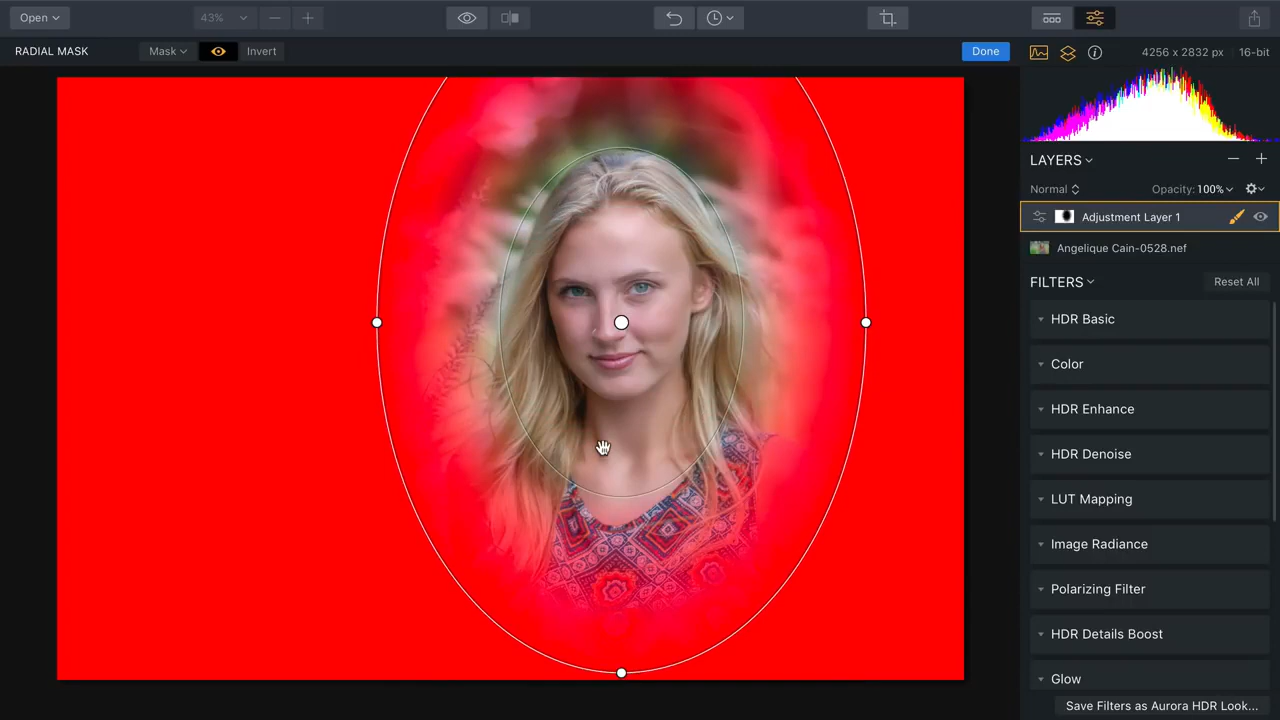 Open
43%
RADIAL MASK
Mask
Invert
Done
4256 x 2832 px
16-bit
LAYERS
Normal
Opacity: 100%
Adjustment Layer 1
Angelique Cain-0528.nef
FILTERS
Reset All
HDR Basic
Color
HDR Enhance
HDR Denoise
LUT Mapping
Image Radiance
Polarizing Filter
HDR Details Boost
Glow
Save Filters as Aurora HDR Look...